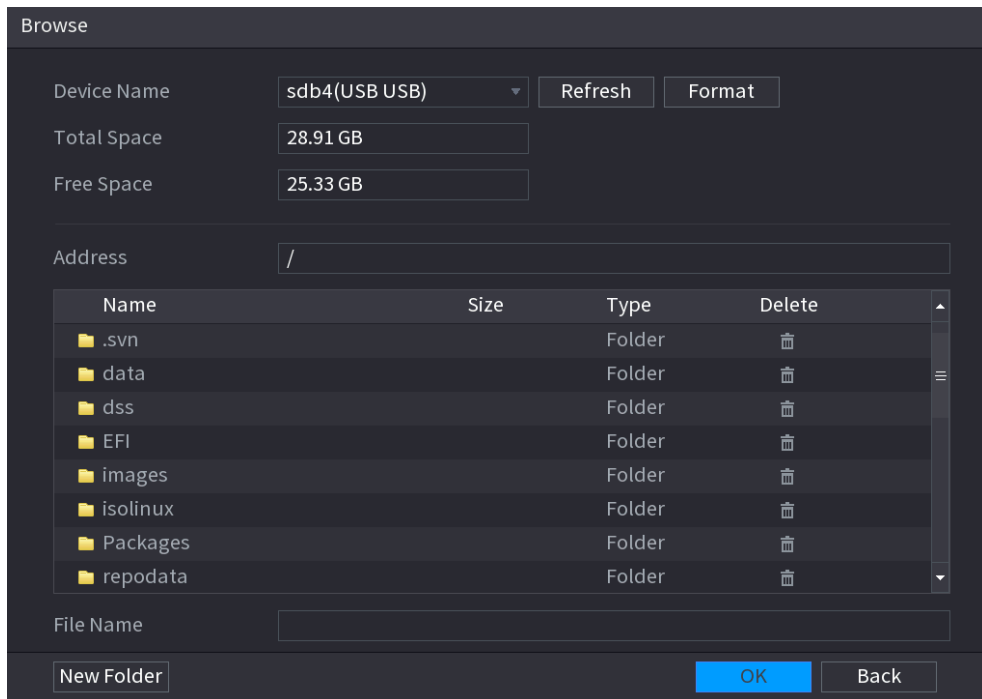 Browse
Device Name sdb4(USB USB) Refresh Format
Total Space 28.91 GB
Free Space 25.33 GB
Address /
Name Size Type Delete
.svn Folder
data Folder
dss Folder
EFI Folder
images Folder
isolinux Folder
Packages Folder
repodata Folder
File Name
New Folder OK Back